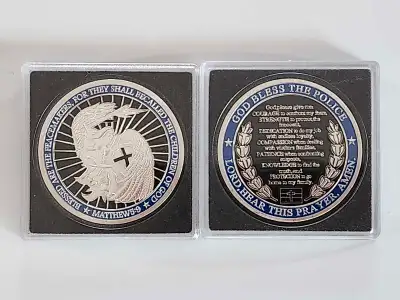 BLESSED ARE THE PEACEMAKERS, FOR THEY SHALL BE CALLED THE CHILDREN OF GOD
MATTHEW 5:9
GOD BLESS THE POLICE
God please give me
COURAGE to confront my fears,
STRENGTH to protect the
innocent,
DEDICATION to do my job
with endless loyalty,
COMPASSION when dealing
with victims families,
PATIENCE when confronting
suspects,
KNOWLEDGE to find the
truth, and
PROTECTION to go
home to my family.
LORD, HEAR THIS PRAYER, AMEN.